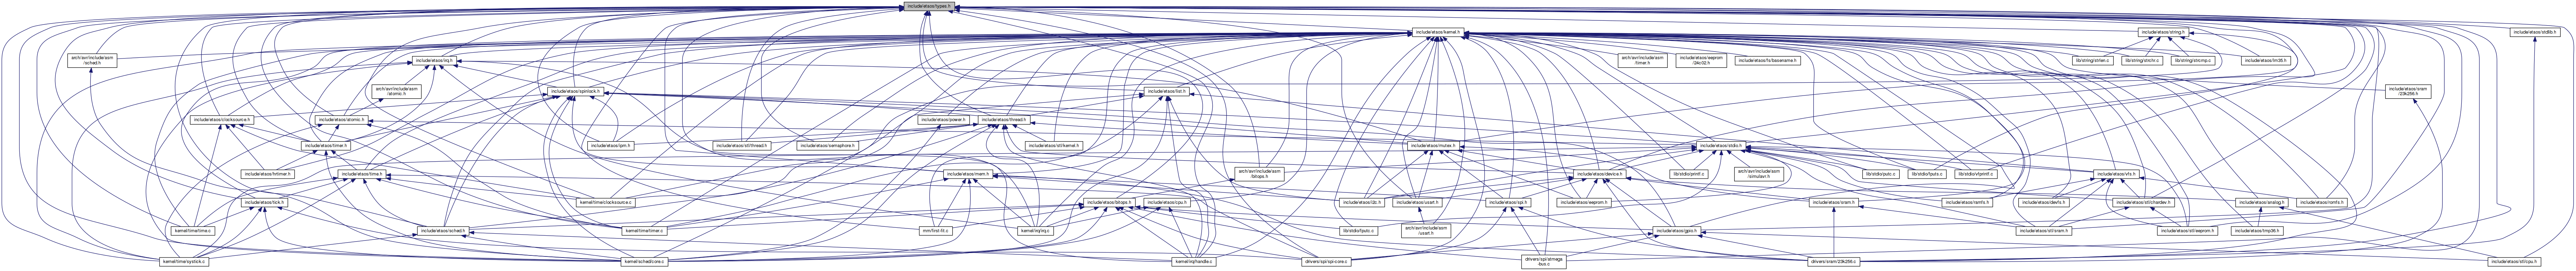 include/etaos/types.h
include/etaos/kernel.h
include/etaos/string.h
include/etaos/stdlib.h
arch/avr/include/asm
/sched.h
include/etaos/irq.h
arch/avr/include/asm
/timer.h
include/etaos/eeprom
/24c02.h
include/etaos/fs/basename.h
lib/string/strlen.c
lib/string/strchr.c
lib/string/strcmp.c
include/etaos/lm35.h
arch/avr/include/asm
/atomic.h
include/etaos/spinlock.h
include/etaos/list.h
include/etaos/sram
/23k256.h
include/etaos/clocksource.h
include/etaos/atomic.h
include/etaos/power.h
include/etaos/thread.h
include/etaos/timer.h
include/etaos/ipm.h
include/etaos/stl/thread.h
include/etaos/semaphore.h
include/etaos/stl/kernel.h
include/etaos/mutex.h
include/etaos/stdio.h
include/etaos/hrtimer.h
include/etaos/time.h
include/etaos/mem.h
arch/avr/include/asm
/bitops.h
include/etaos/device.h
lib/stdio/printf.c
arch/avr/include/asm
/simulavr.h
lib/stdio/putc.c
lib/stdio/fputs.c
lib/stdio/vfprintf.c
include/etaos/vfs.h
include/etaos/tick.h
kernel/time/clocksource.c
include/etaos/bitops.h
include/etaos/cpu.h
include/etaos/i2c.h
include/etaos/usart.h
include/etaos/spi.h
include/etaos/eeprom.h
include/etaos/sram.h
include/etaos/ramfs.h
include/etaos/devfs.h
include/etaos/stl/chardev.h
include/etaos/analog.h
include/etaos/romfs.h
kernel/time/time.c
include/etaos/sched.h
kernel/time/timer.c
mm/first-fit.c
kernel/irq/irq.c
lib/stdio/fputc.c
arch/avr/include/asm
/usart.h
include/etaos/gpio.h
include/etaos/stl/sram.h
include/etaos/stl/eeprom.h
include/etaos/tmp36.h
kernel/time/systick.c
kernel/sched/core.c
kernel/irq/handle.c
drivers/spi/spi-core.c
drivers/spi/atmega
-bus.c
drivers/sram/23k256.c
include/etaos/stl/cpu.h